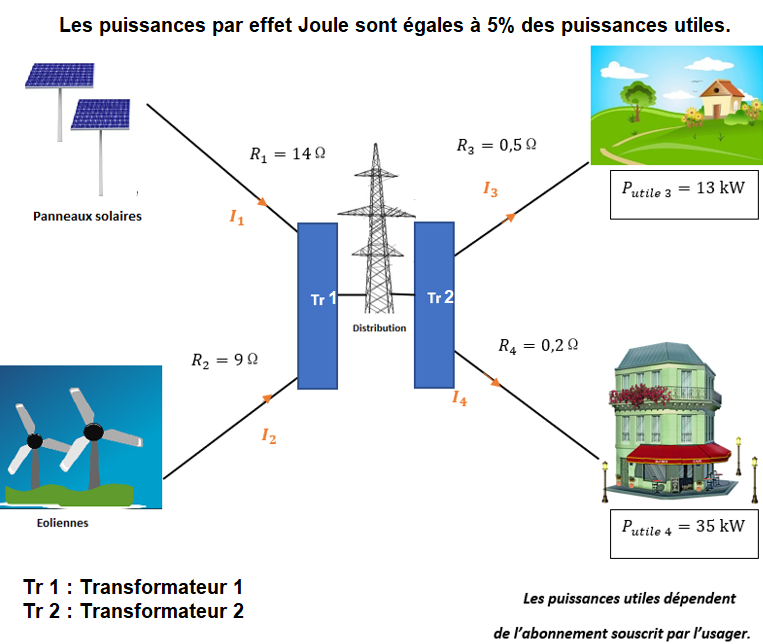 Les puissances par effet Joule sont égales à 5% des puissances utiles.
R₁ = 14 Ω
R₃ = 0,5 Ω
I₃
P_utile 3 = 13 kW
Panneaux solaires
I₁
Tr 1
Tr 2
Distribution
R₂ = 9 Ω
R₄ = 0,2 Ω
I₄
I₂
Eoliennes
P_utile 4 = 35 kW
Tr 1 : Transformateur 1
Tr 2 : Transformateur 2
Les puissances utiles dépendent
de l’abonnement souscrit par l’usager.